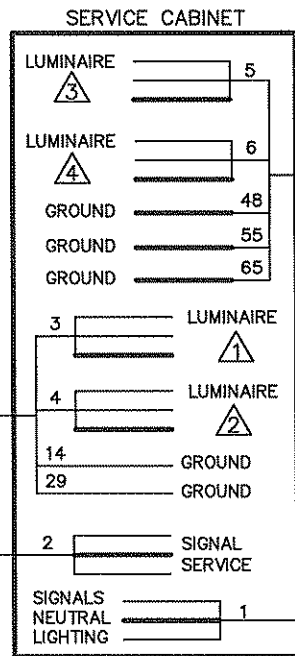 SERVICE CABINET
LUMINAIRE
3
5
LUMINAIRE
4
6
GROUND 48
GROUND 55
GROUND 65
3 LUMINAIRE
1
4 LUMINAIRE
2
14 GROUND
29 GROUND
2 SIGNAL
SERVICE
SIGNALS
NEUTRAL 1
LIGHTING